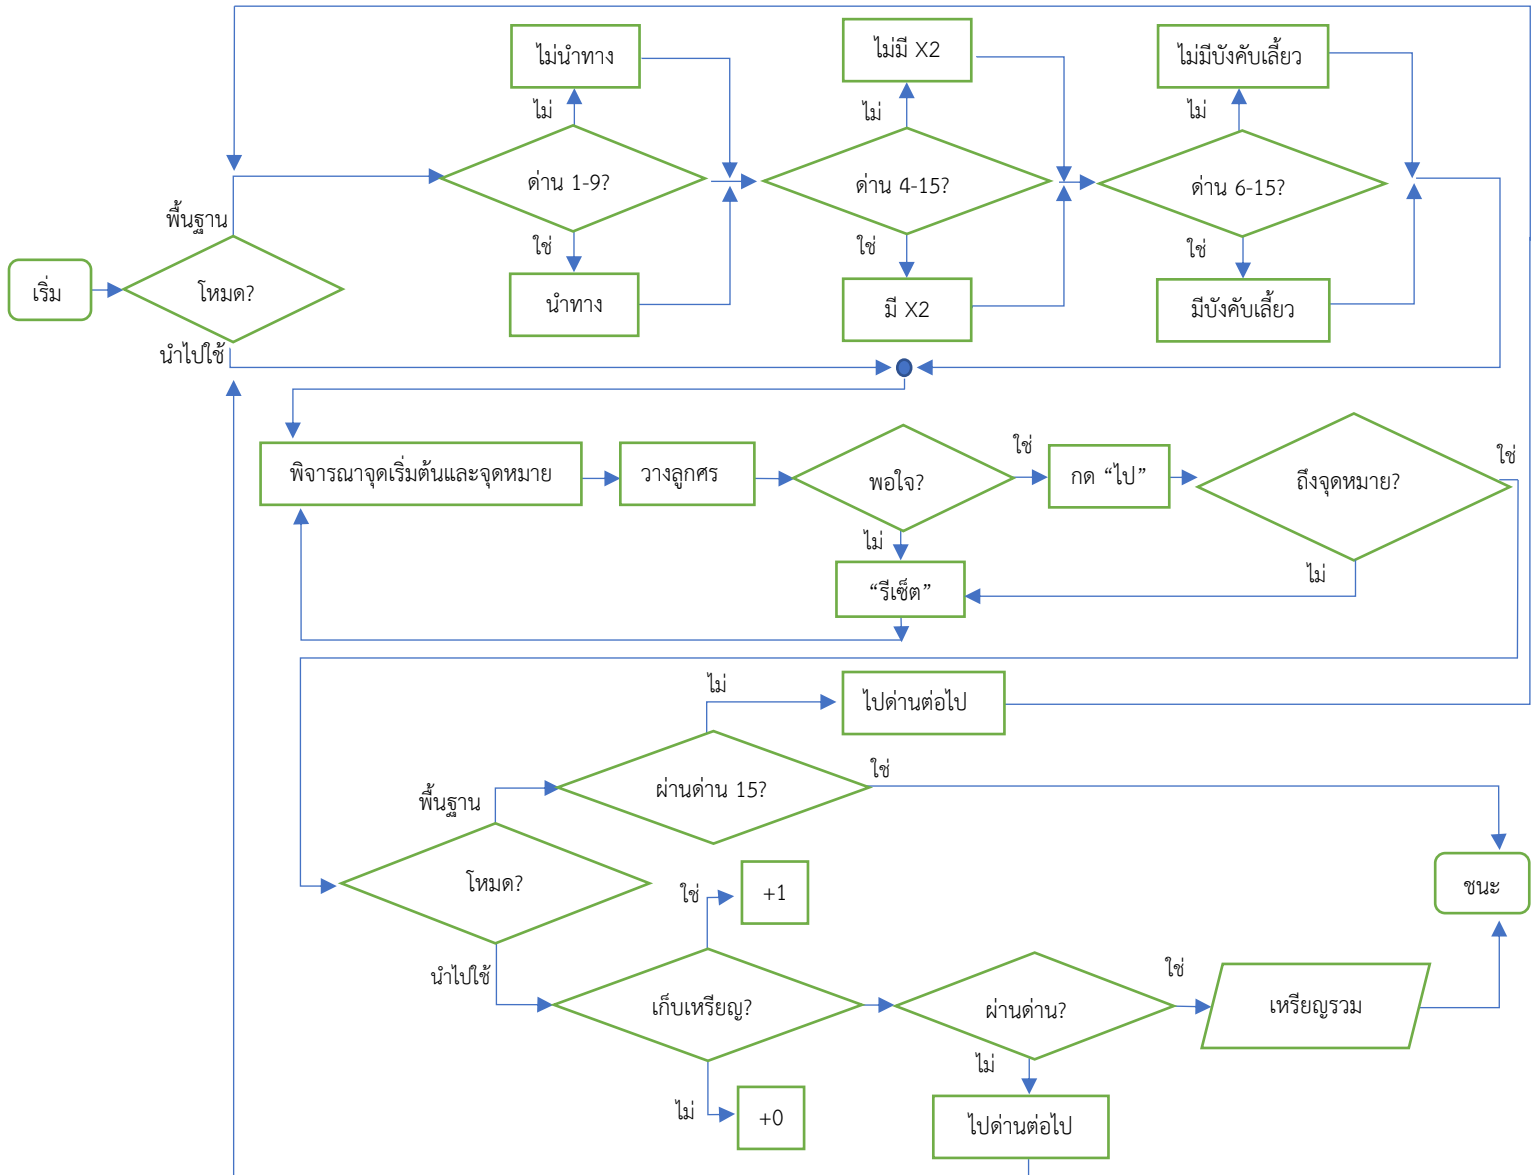 ไม่นำทาง
ไม่มี X2
ไม่มีบังคับเลี้ยว
ไม่
ไม่
ไม่
ด่าน 1-9?
ด่าน 4-15?
ด่าน 6-15?
พื้นฐาน
ใช่
ใช่
ใช่
เริ่ม
โหมด?
นำทาง
มี X2
มีบังคับเลี้ยว
นำไปใช้
พิจารณาจุดเริ่มต้นและจุดหมาย
วางลูกศร
พอใจ?
ใช่
กด “ไป”
ถึงจุดหมาย?
ใช่
ไม่
ไม่
“รีเซ็ต”
ไม่
ไปด่านต่อไป
ผ่านด่าน 15?
ใช่
พื้นฐาน
โหมด?
ใช่
+1
ชนะ
นำไปใช้
เก็บเหรียญ?
ผ่านด่าน?
ใช่
เหรียญรวม
ไม่
ไม่
+0
ไปด่านต่อไป